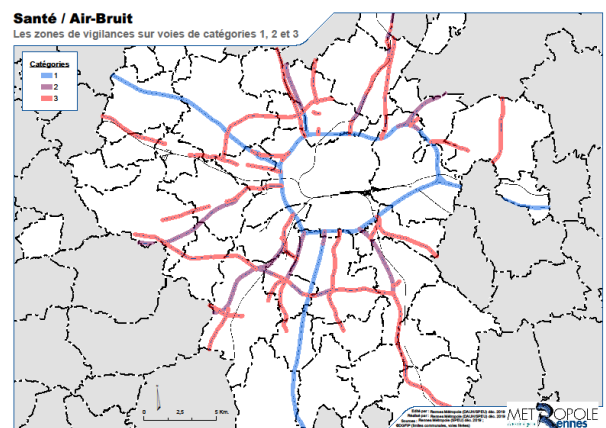 Santé / Air-Bruit
Les zones de vigilances sur voies de catégories 1, 2 et 3
Catégories
1
2
3
0 2,5 5 Km.
METROPOLE
Rennes